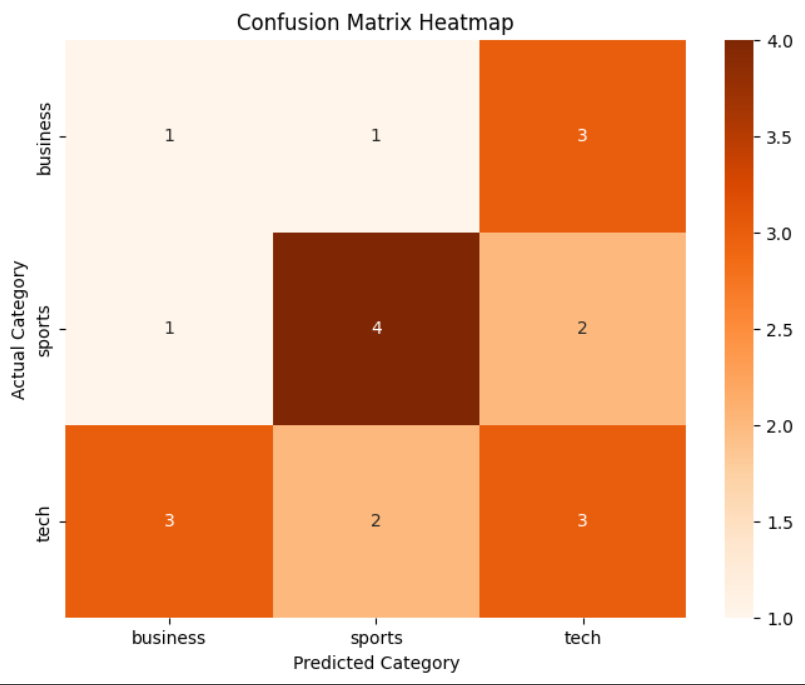 Confusion Matrix Heatmap
Actual Category
business
1 1 3
sports
1 4 2
tech
3 2 3
business sports tech
Predicted Category
4.0
3.5
3.0
2.5
2.0
1.5
1.0